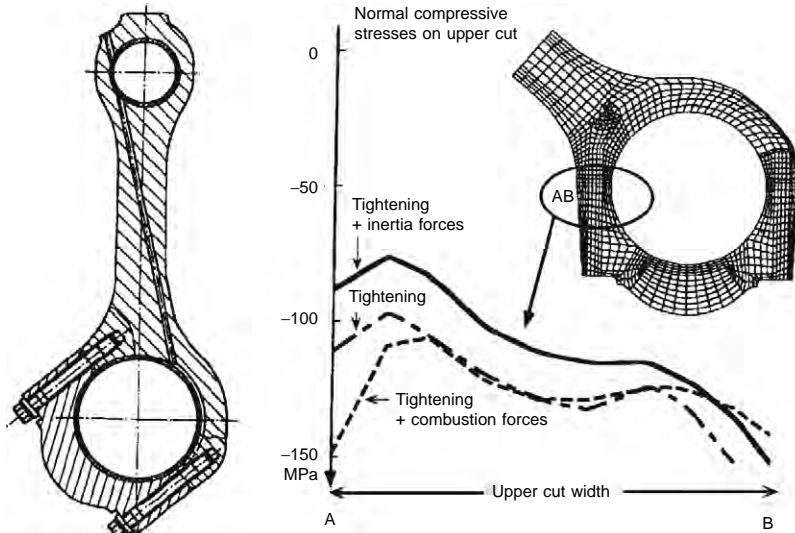 Normal compressive
stresses on upper cut
0
−50
AB
Tightening
+ inertia forces
Tightening
−100
Tightening
+ combustion forces
−150
MPa
Upper cut width
A
B